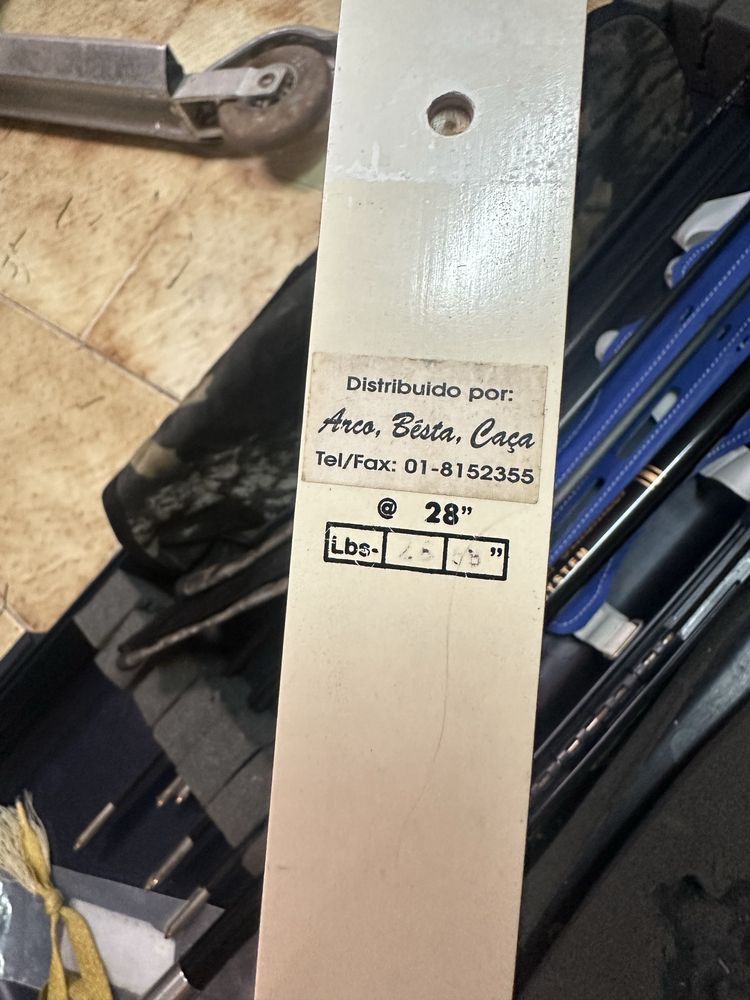 Distribuido por:
Arco, Bêsta, Caça
Tel/Fax: 01-8152355
@ 28”
Lbs- ”